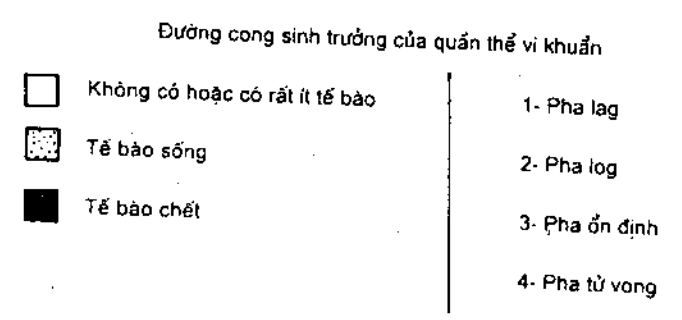 Đường cong sinh trưởng của quấn thể vi khuẩn
Không có hoặc có rất ít tế bào
Tế bào sống
Tế bào chết
1- Pha lag
2- Pha log
3- Pha ổn định
4- Pha tử vong